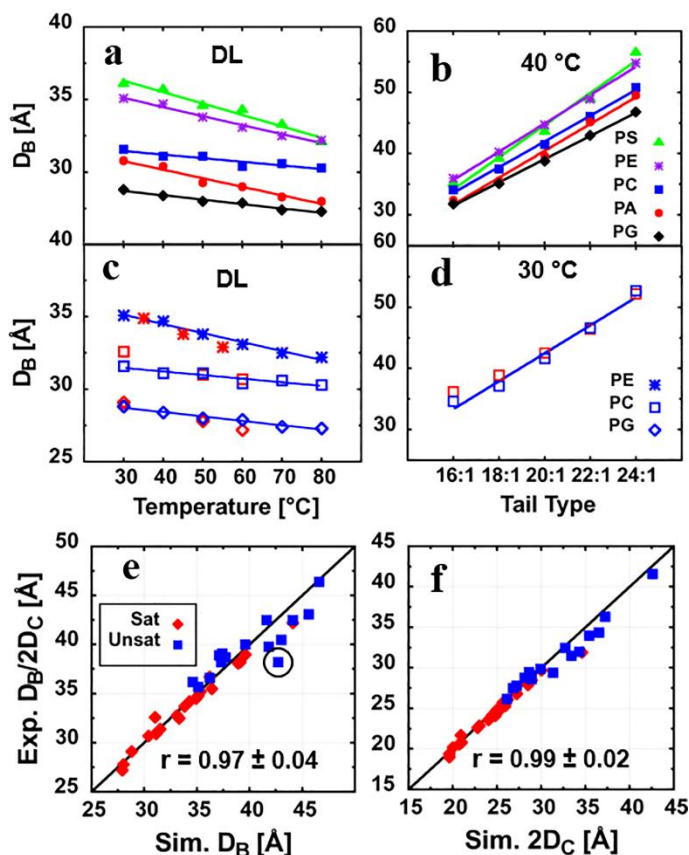 a
DL
40
35
30
40
D_B [Å]
b
40 °C
60
50
40
30
60
PS
PE
PC
PA
PG
c
DL
35
30
25
D_B [Å]
30 40 50 60 70 80
Temperature [°C]
d
30 °C
50
40
30
PE
PC
PG
16:1 18:1 20:1 22:1 24:1
Tail Type
e
50
45
40
35
30
25
Exp. D_B/2D_C [Å]
Sat
Unsat
r = 0.97 ± 0.04
25 30 35 40 45 50
Sim. D_B [Å]
f
45
40
35
30
25
20
15
r = 0.99 ± 0.02
15 20 25 30 35 40 45
Sim. 2D_C [Å]